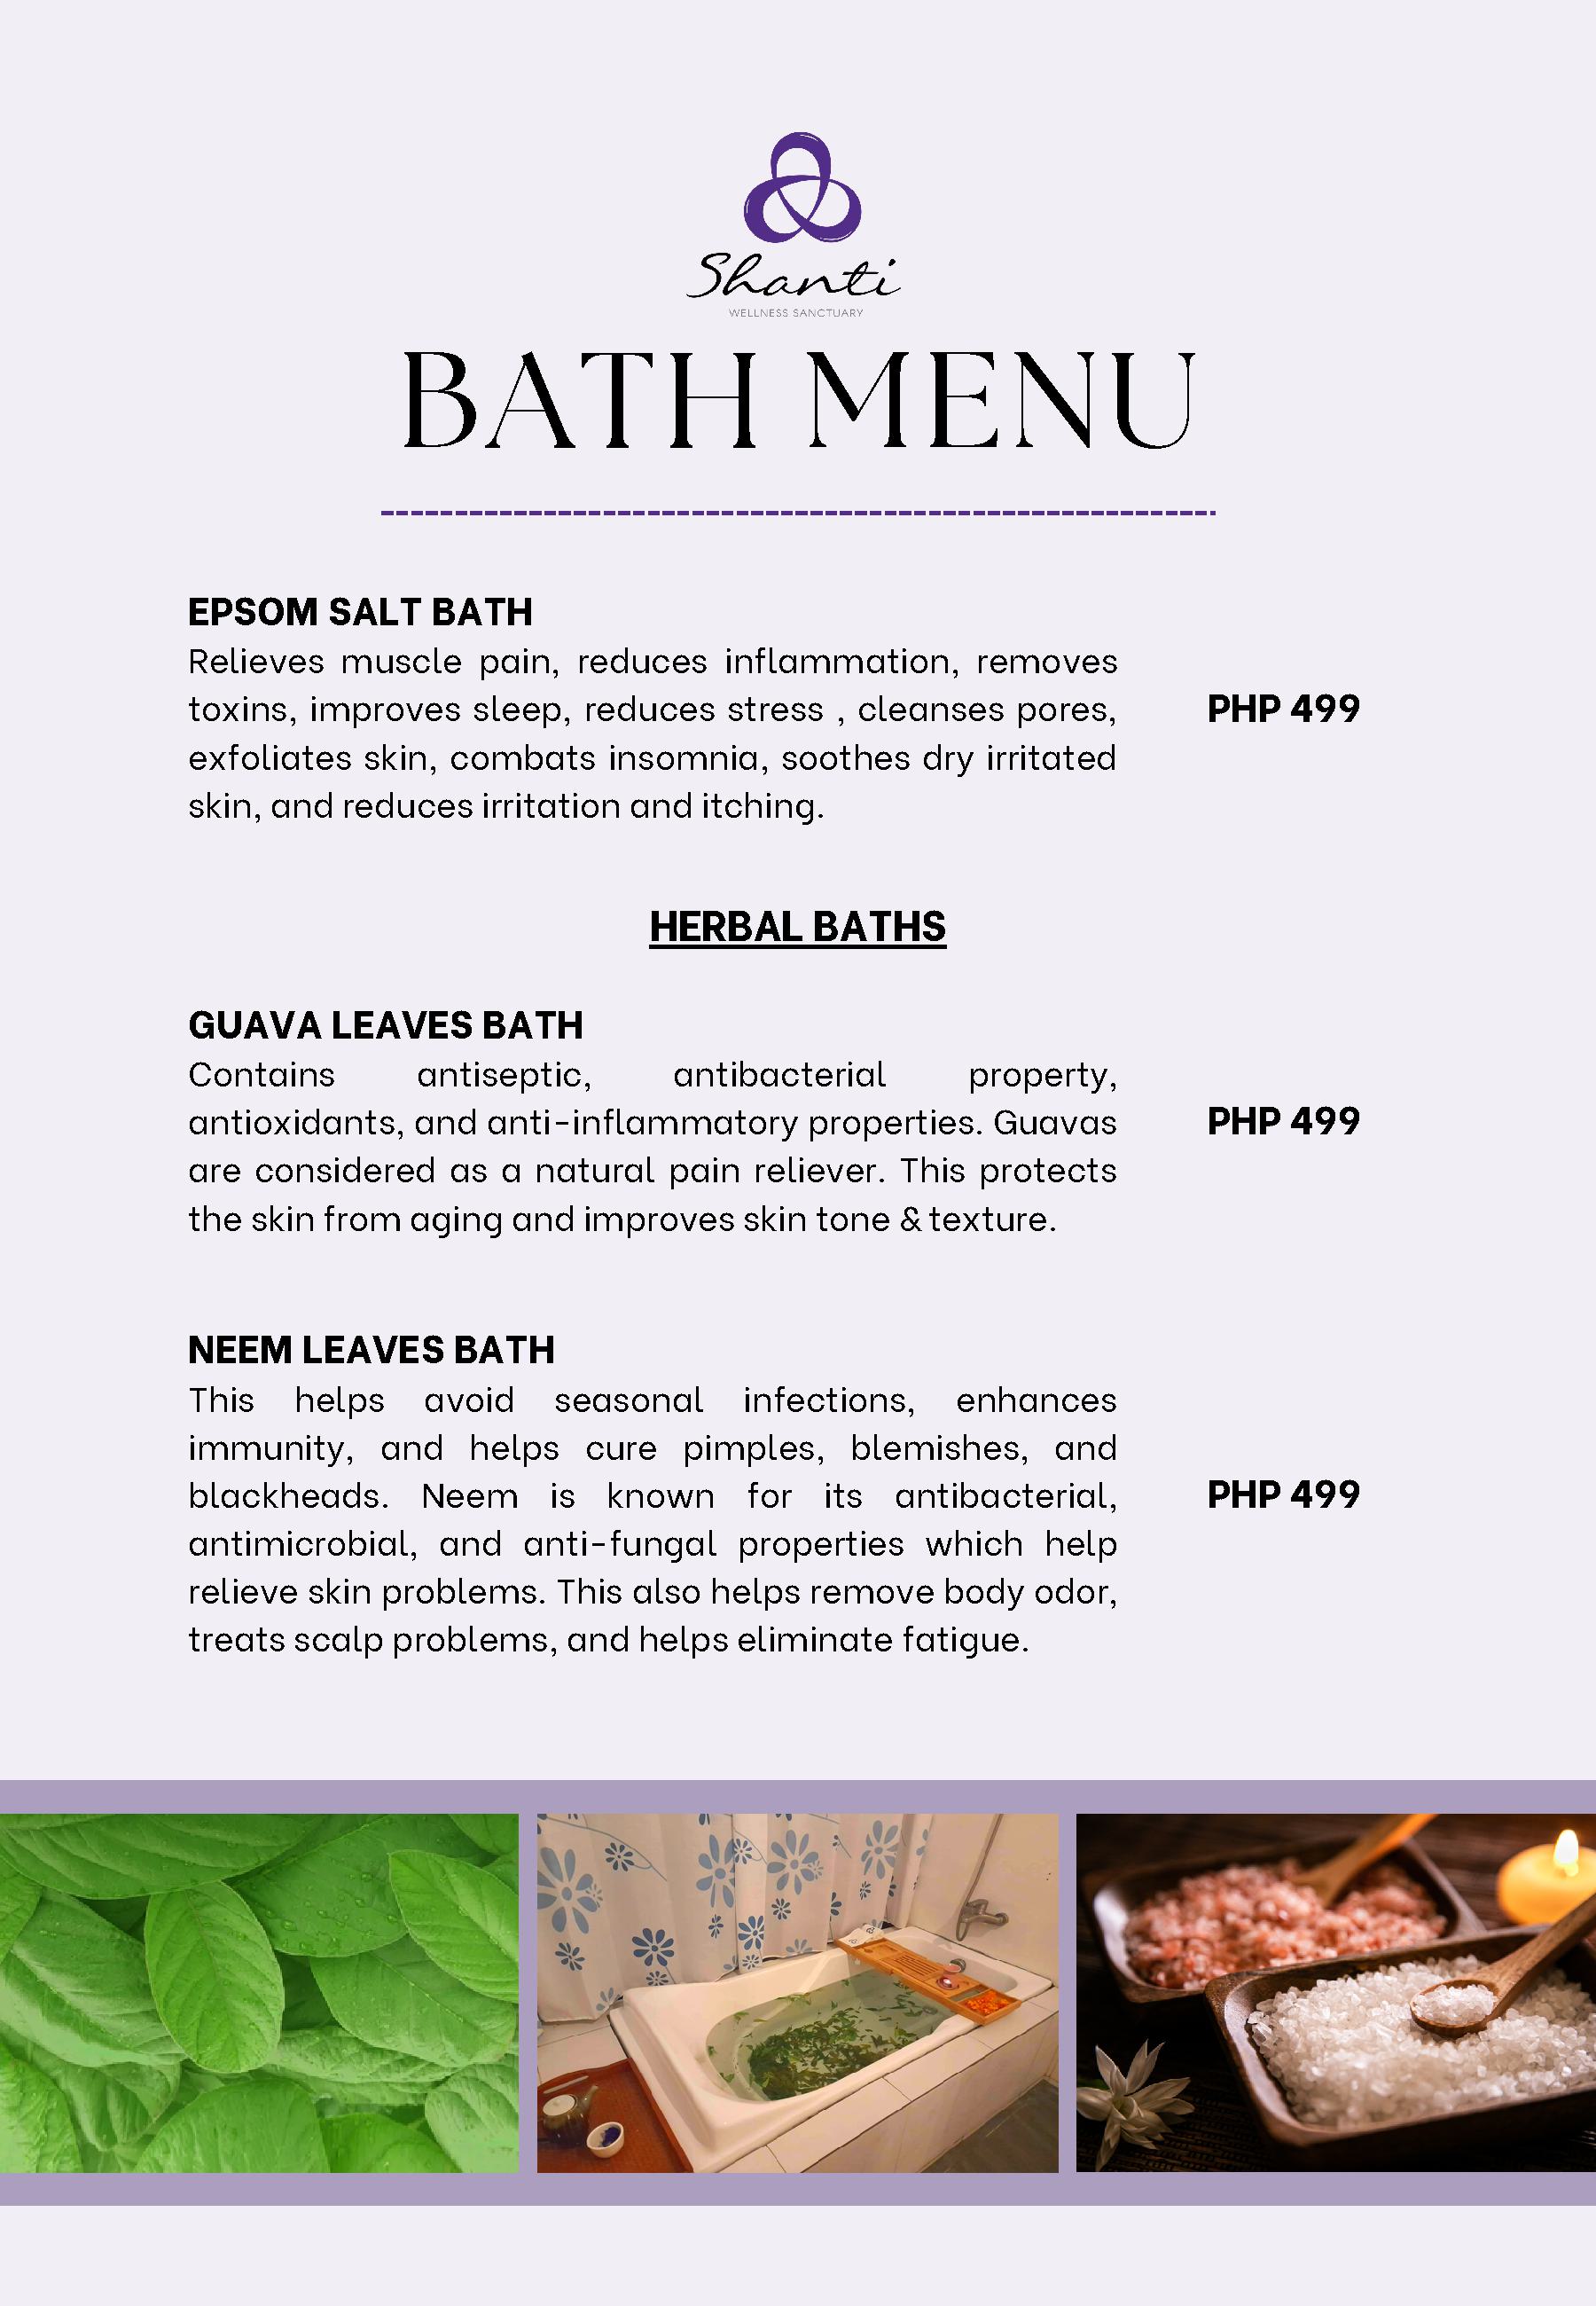 Shanti
WELLNESS SANCTUARY
BATH MENU
EPSOM SALT BATH
Relieves muscle pain, reduces inflammation, removes
toxins, improves sleep, reduces stress , cleanses pores,
exfoliates skin, combats insomnia, soothes dry irritated
skin, and reduces irritation and itching.
PHP 499
HERBAL BATHS
GUAVA LEAVES BATH
Contains antiseptic, antibacterial property,
antioxidants, and anti-inflammatory properties. Guavas
are considered as a natural pain reliever. This protects
the skin from aging and improves skin tone & texture.
PHP 499
NEEM LEAVES BATH
This helps avoid seasonal infections, enhances
immunity, and helps cure pimples, blemishes, and
blackheads. Neem is known for its antibacterial,
antimicrobial, and anti-fungal properties which help
relieve skin problems. This also helps remove body odor,
treats scalp problems, and helps eliminate fatigue.
PHP 499